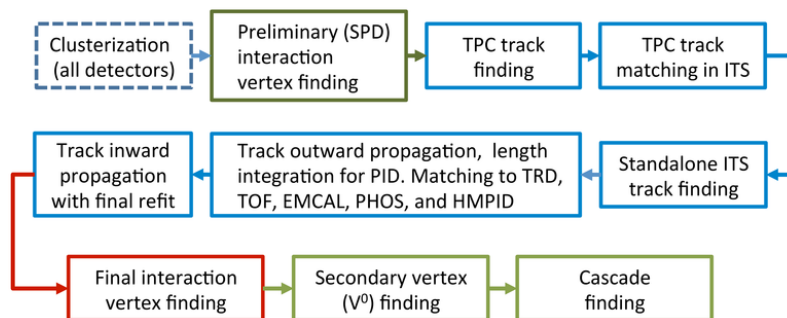 Clusterization
(all detectors)
Preliminary (SPD)
interaction
vertex finding
TPC track
finding
TPC track
matching in ITS
Track inward
propagation
with final refit
Track outward propagation, length
integration for PID. Matching to TRD,
TOF, EMCAL, PHOS, and HMPID
Standalone ITS
track finding
Final interaction
vertex finding
Secondary vertex
(V⁰) finding
Cascade
finding